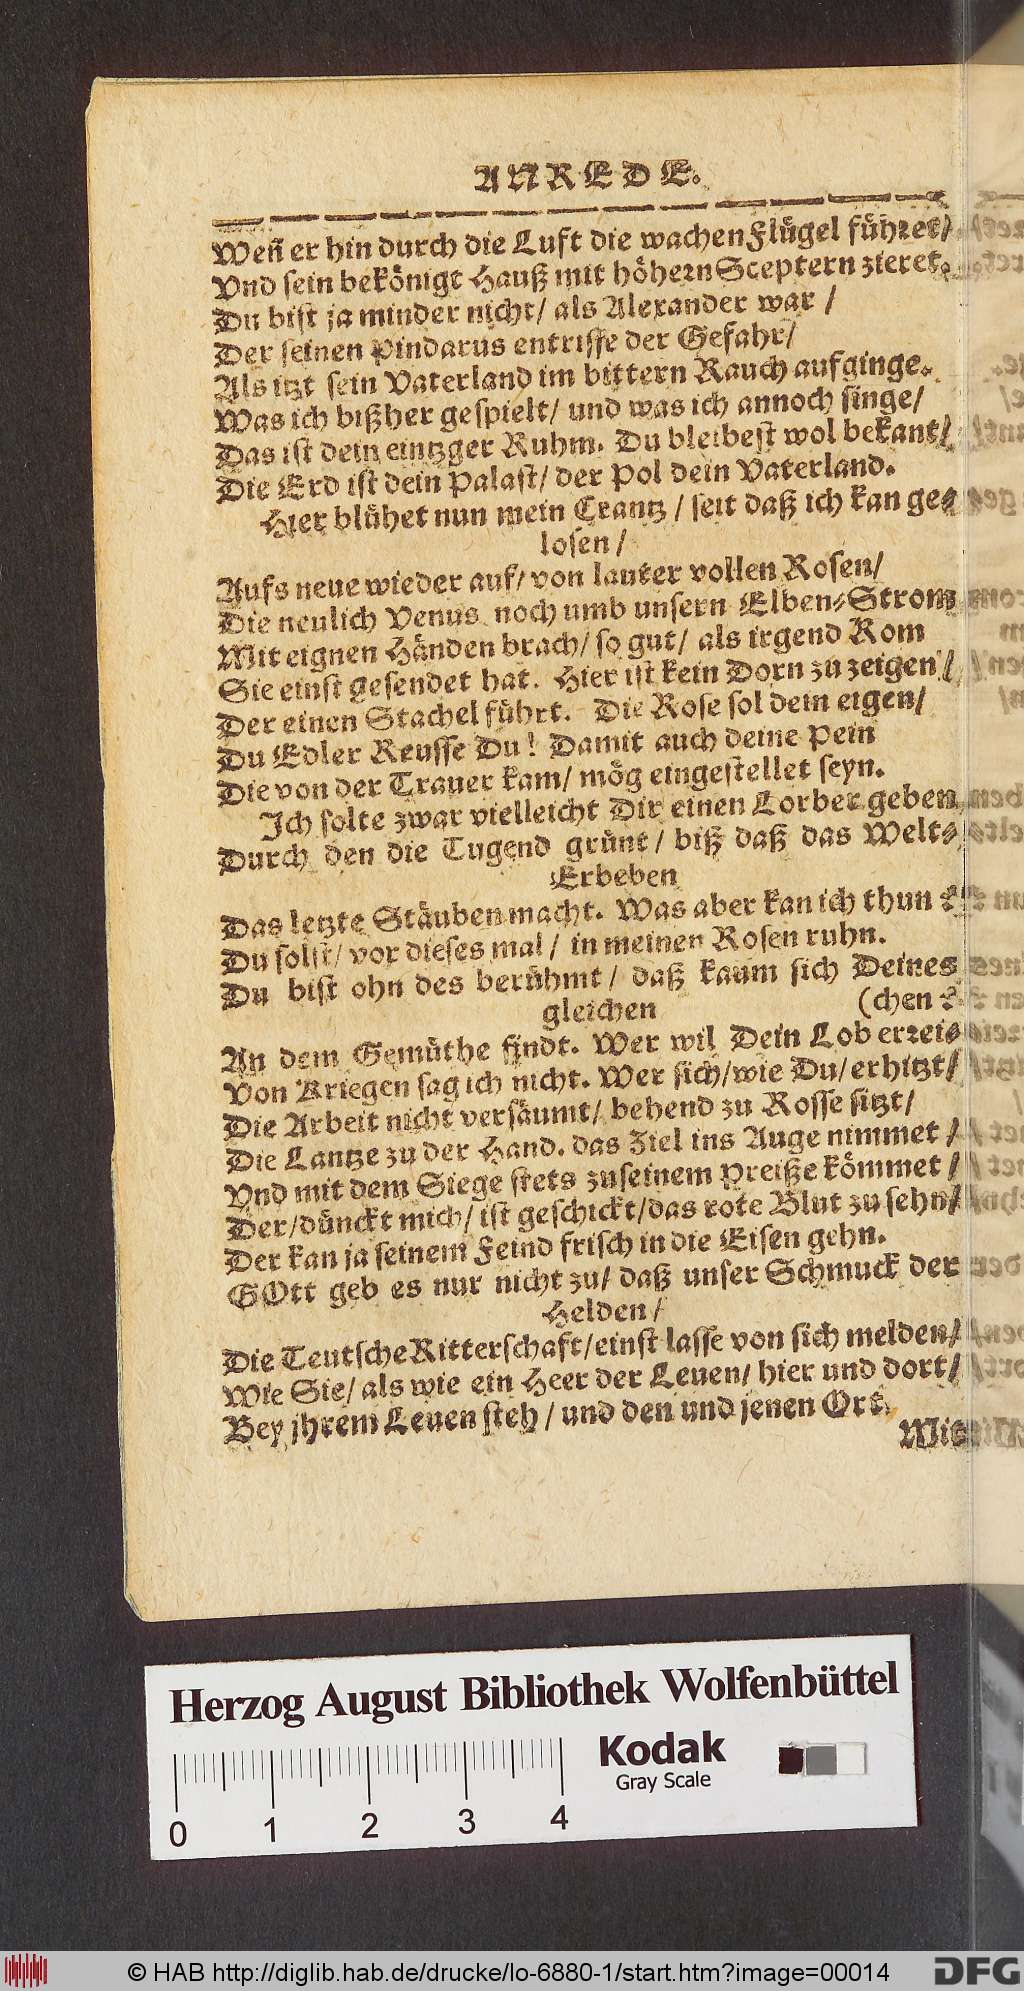 ANREDE.
Weñ er hin durch die Luft die wachen Flügel führet/
Vnd sein bekönigt Hauß mit höhern Sceptern zieret.
Du bist ja minder nicht/ als Alexander war /
Der seinen Pindarus entrisse der Gefahr/
Als itzt sein Vaterland im bittern Rauch aufginge.
Was ich bißher gespielt/ und was ich annoch singe/
Das ist dein eintzger Ruhm. Du bleibest wol bekant/
Die Erd ist dein Palast/ der Pol dein Vaterland.
Hier blühet nun mein Crantz / seit daß ich kan ge-
losen /
Aufs neue wieder auf/ von lauter vollen Rosen/
Die neulich Venus noch umb unsern Elben-Strom
Mit eignen Händen brach/ so gut/ als irgend Rom
Sie einst gesendet hat. Hier ist kein Dorn zu zeigen/
Der einen Stachel führt. Die Rose sol dein eigen/
Du Edler Reusse Du! Damit auch deine Pein
Die von der Trauer kam/ mög eingestellet seyn.
Ich solte zwar vielleicht Dir einen Lorber geben
Durch den die Tugend grünt / biß daß das Welt-
Erbeben
Das letzte Stäuben macht. Was aber kan ich thun
Du solst/ vor dieses mal / in meinen Rosen ruhn.
Du bist ohn des berühmt / daß kaum sich Deines
gleichen (chen
An dem Gemüthe findt. Wer wil Dein Lob errei-
Von Kriegen sag ich nicht. Wer sich/ wie Du/ erhitzt/
Die Arbeit nicht versäumt/ behend zu Rosse sitzt/
Die Lantze zu der Hand. das Ziel ins Auge nimmet /
Vnd mit dem Siege stets zu seinem Preiße kömmet /
Der/ dünckt mich/ ist geschickt/ das rote Blut zu sehn/
Der kan ja seinem Feind frisch in die Eisen gehn.
GOtt geb es nur nicht zu/ daß unser Schmuck der
Helden /
Die Teutsche Ritterschaft/ einst lasse von sich melden/
Wie Sie/ als wie ein Heer der Leuen/ hier und dort/
Bey jhrem Leuen steh / und den und jenen Ort.
Mit
Herzog August Bibliothek Wolfenbüttel
Kodak
Gray Scale
0 1 2 3 4
© HAB http://diglib.hab.de/drucke/lo-6880-1/start.htm?image=00014
DFG